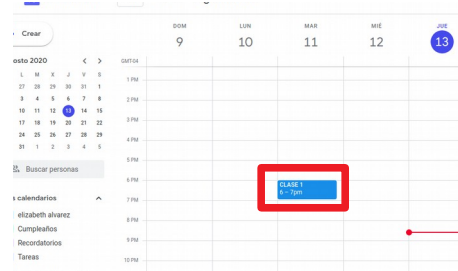 Crear
osto 2020 < >
L M X J V S
27 28 29 30 31 1
3 4 5 6 7 8
10 11 12 13 14 15
17 18 19 20 21 22
24 25 26 27 28 29
31 1 2 3 4 5
Buscar personas
calendarios
elizabeth alvarez
Cumpleaños
Recordatorios
Tareas
DOM LUN MAR MIÉ JUE
9 10 11 12 13
GMT-04
1 PM
2 PM
3 PM
4 PM
5 PM
6 PM
CLASE 1
6 – 7pm
7 PM
8 PM
9 PM
10 PM